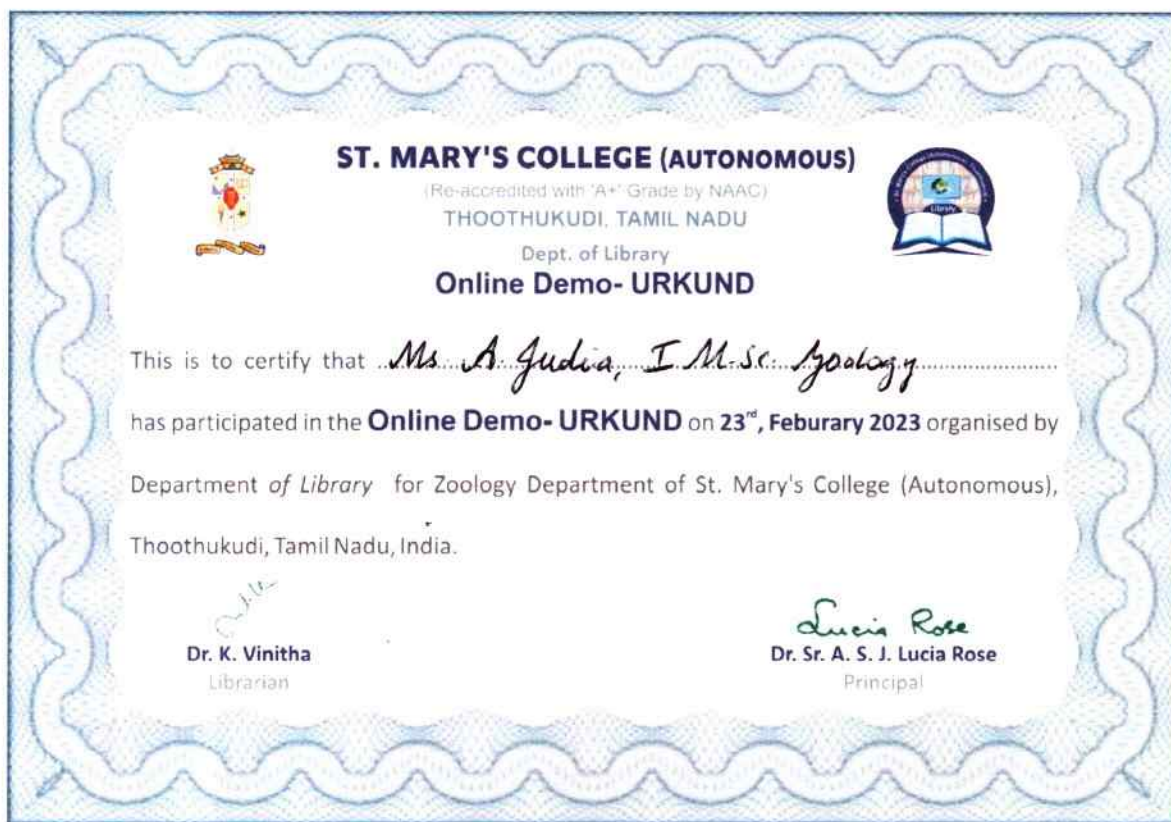 ST. MARY'S COLLEGE (AUTONOMOUS)
(Re-accredited with 'A+' Grade by NAAC)
THOOTHUKUDI, TAMIL NADU
Dept. of Library
Online Demo- URKUND
Library
This is to certify that Ms. A. Judia, I M.Sc. Zoology
has participated in the Online Demo- URKUND on 23rd, Feburary 2023 organised by
Department of Library for Zoology Department of St. Mary's College (Autonomous),
Thoothukudi, Tamil Nadu, India.
Lucia Rose
Dr. K. Vinitha
Dr. Sr. A. S. J. Lucia Rose
Librarian
Principal